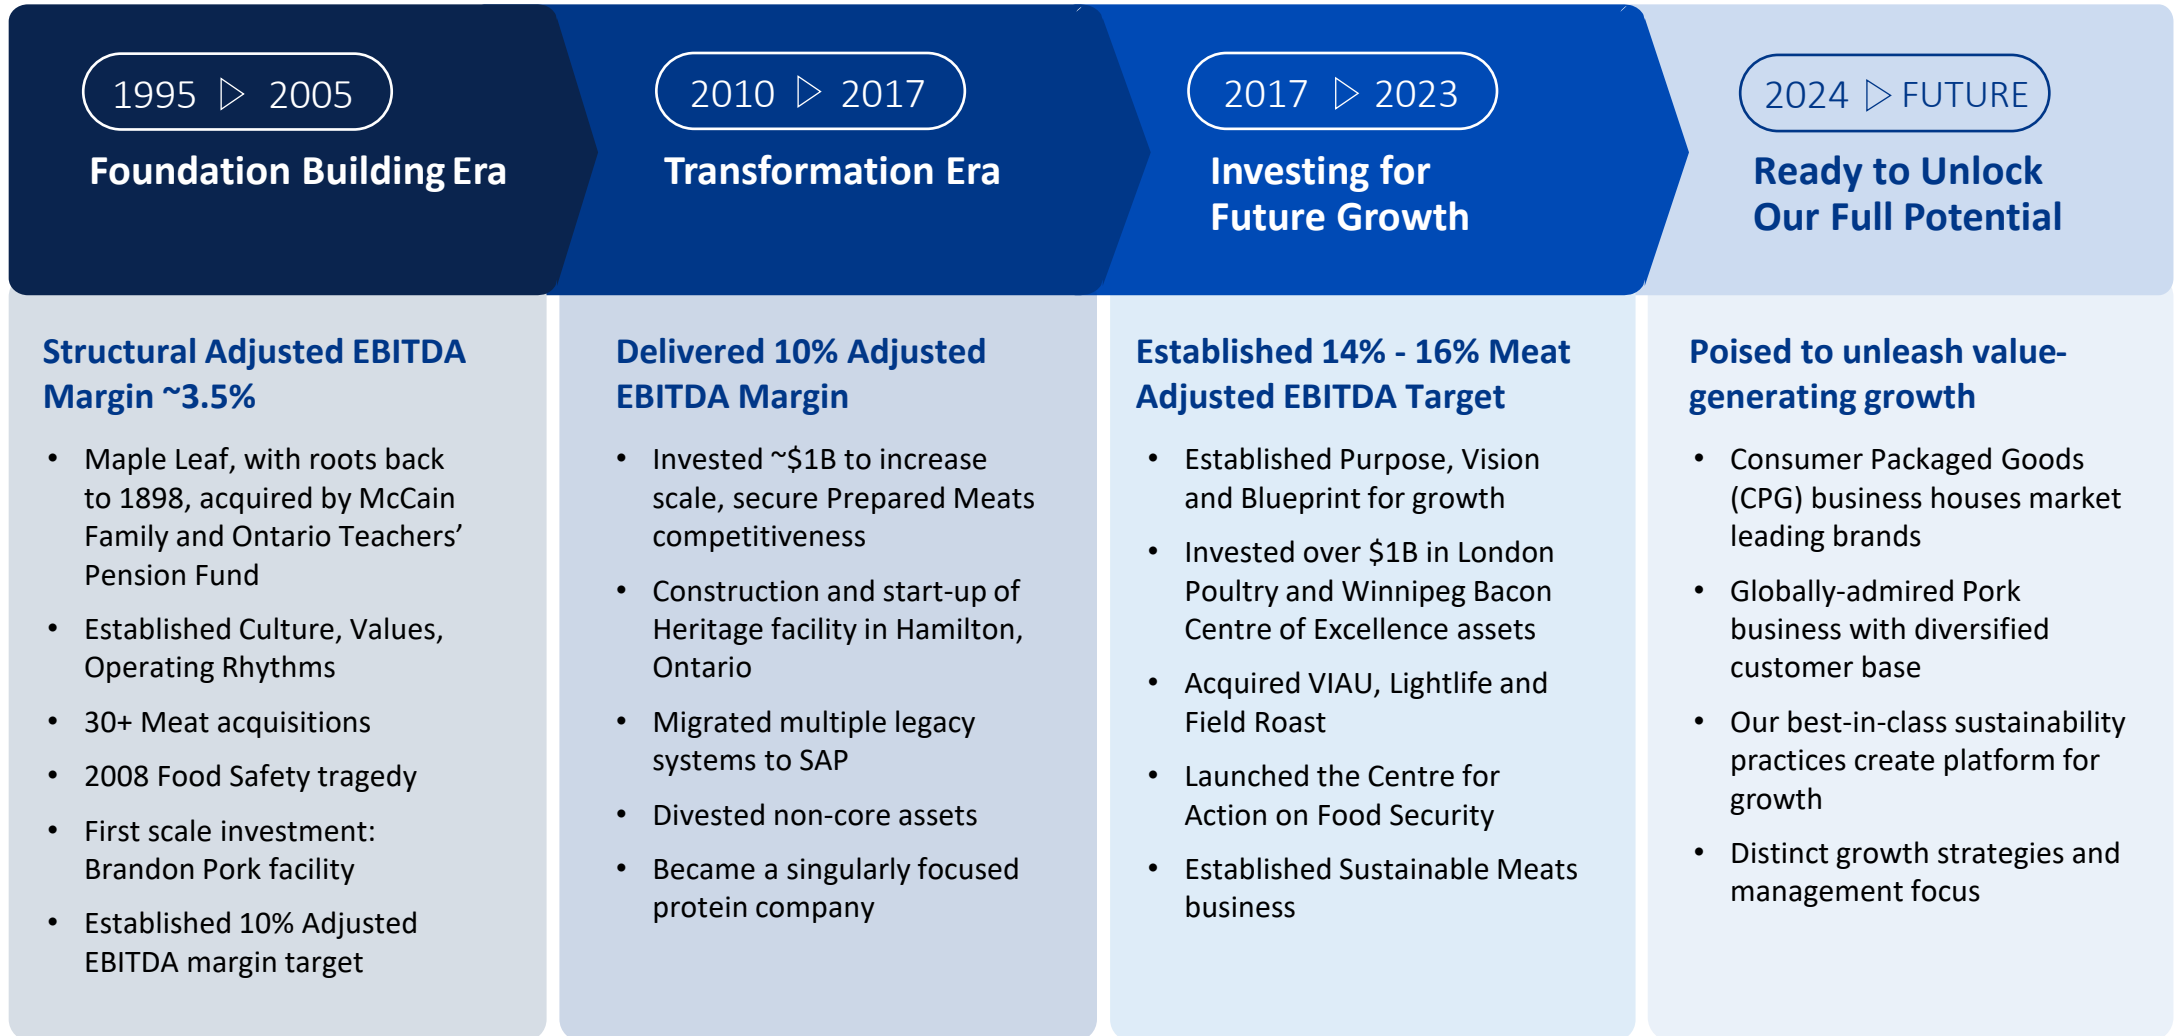 1995 ▷ 2005
Foundation Building Era
Structural Adjusted EBITDA
Margin ~3.5%
• Maple Leaf, with roots back
to 1898, acquired by McCain
Family and Ontario Teachers’
Pension Fund
• Established Culture, Values,
Operating Rhythms
• 30+ Meat acquisitions
• 2008 Food Safety tragedy
• First scale investment:
Brandon Pork facility
• Established 10% Adjusted
EBITDA margin target
2010 ▷ 2017
Transformation Era
Delivered 10% Adjusted
EBITDA Margin
• Invested ~$1B to increase
scale, secure Prepared Meats
competitiveness
• Construction and start-up of
Heritage facility in Hamilton,
Ontario
• Migrated multiple legacy
systems to SAP
• Divested non-core assets
• Became a singularly focused
protein company
2017 ▷ 2023
Investing for
Future Growth
Established 14% - 16% Meat
Adjusted EBITDA Target
• Established Purpose, Vision
and Blueprint for growth
• Invested over $1B in London
Poultry and Winnipeg Bacon
Centre of Excellence assets
• Acquired VIAU, Lightlife and
Field Roast
• Launched the Centre for
Action on Food Security
• Established Sustainable Meats
business
2024 ▷ FUTURE
Ready to Unlock
Our Full Potential
Poised to unleash value-
generating growth
• Consumer Packaged Goods
(CPG) business houses market
leading brands
• Globally-admired Pork
business with diversified
customer base
• Our best-in-class sustainability
practices create platform for
growth
• Distinct growth strategies and
management focus